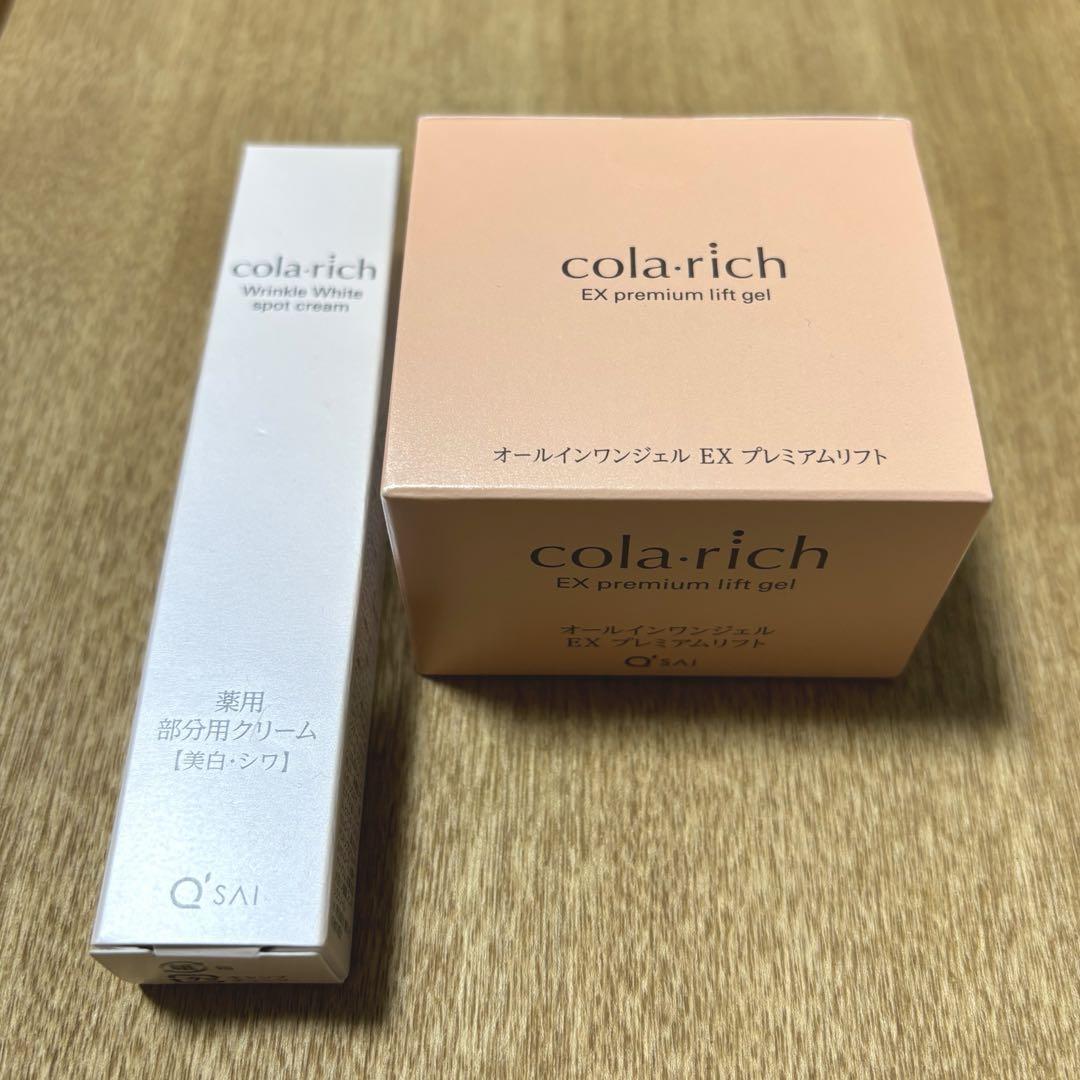 cola・rich
Wrinkle White
spot cream
薬用
部分用クリーム
【美白・シワ】
Q'SAI
cola・rich
EX premium lift gel
オールインワンジェル EX プレミアムリフト
cola・rich
EX premium lift gel
オールインワンジェル
EX プレミアムリフト
Q'SAI